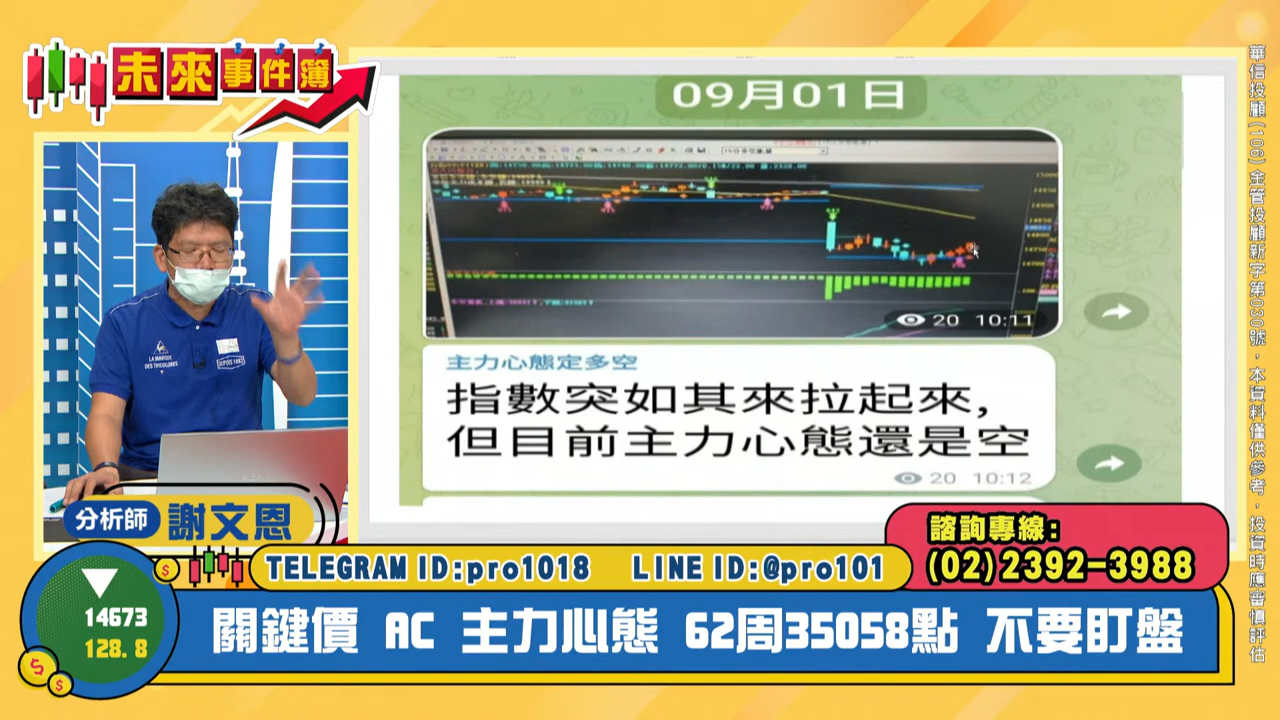 未來事件簿
09月01日
20 10:11
主力心態定多空
指數突如其來拉起來,
但目前主力心態還是空
20 10:12
LA MARQUE
DES TRICOLORES
DEPUIS 1882
分析師 謝文恩
諮詢專線:
(02)2392-3988
TELEGRAM ID:pro1018 LINE ID:@pro101
14673
128.8
關鍵價 AC 主力心態 62周35058點 不要盯盤
華信投顧(106)金管投顧新字第030號,本資料僅供參考,投資時應審慎評估